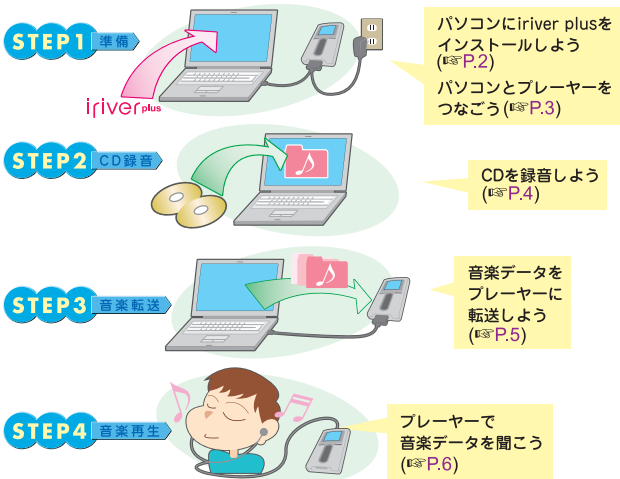 STEP1 準備
iriver plus
パソコンにiriver plusを
インストールしよう
(☞P.2)
パソコンとプレーヤーを
つなごう(☞P.3)
STEP2 CD録音
CDを録音しよう
(☞P.4)
STEP3 音楽転送
音楽データを
プレーヤーに
転送しよう
(☞P.5)
STEP4 音楽再生
プレーヤーで
音楽データを聞こう
(☞P.6)